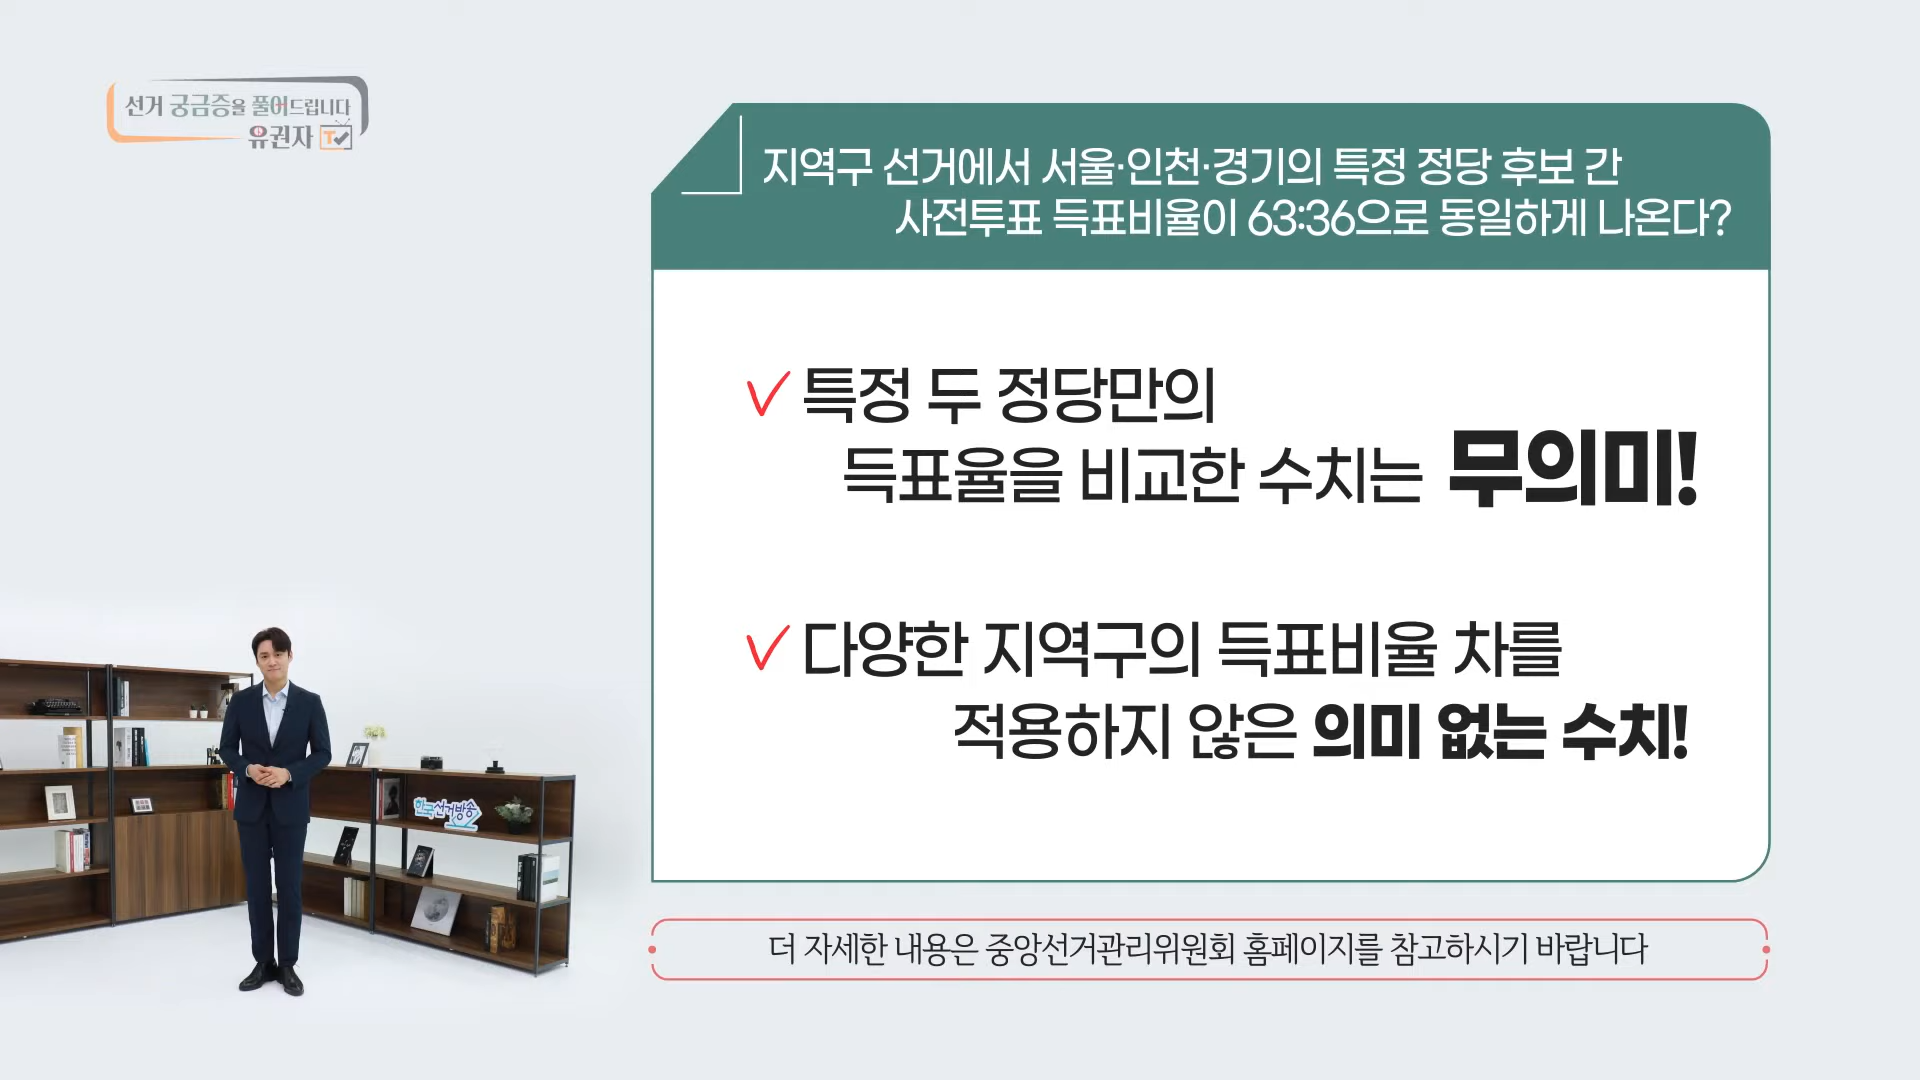 선거 궁금증을 풀어드립니다
유권자 TV
지역구 선거에서 서울·인천·경기의 특정 정당 후보 간
사전투표 득표비율이 63:36으로 동일하게 나온다?
특정 두 정당만의
득표율을 비교한 수치는 무의미!
다양한 지역구의 득표비율 차를
적용하지 않은 의미 없는 수치!
한국선거방송
더 자세한 내용은 중앙선거관리위원회 홈페이지를 참고하시기 바랍니다